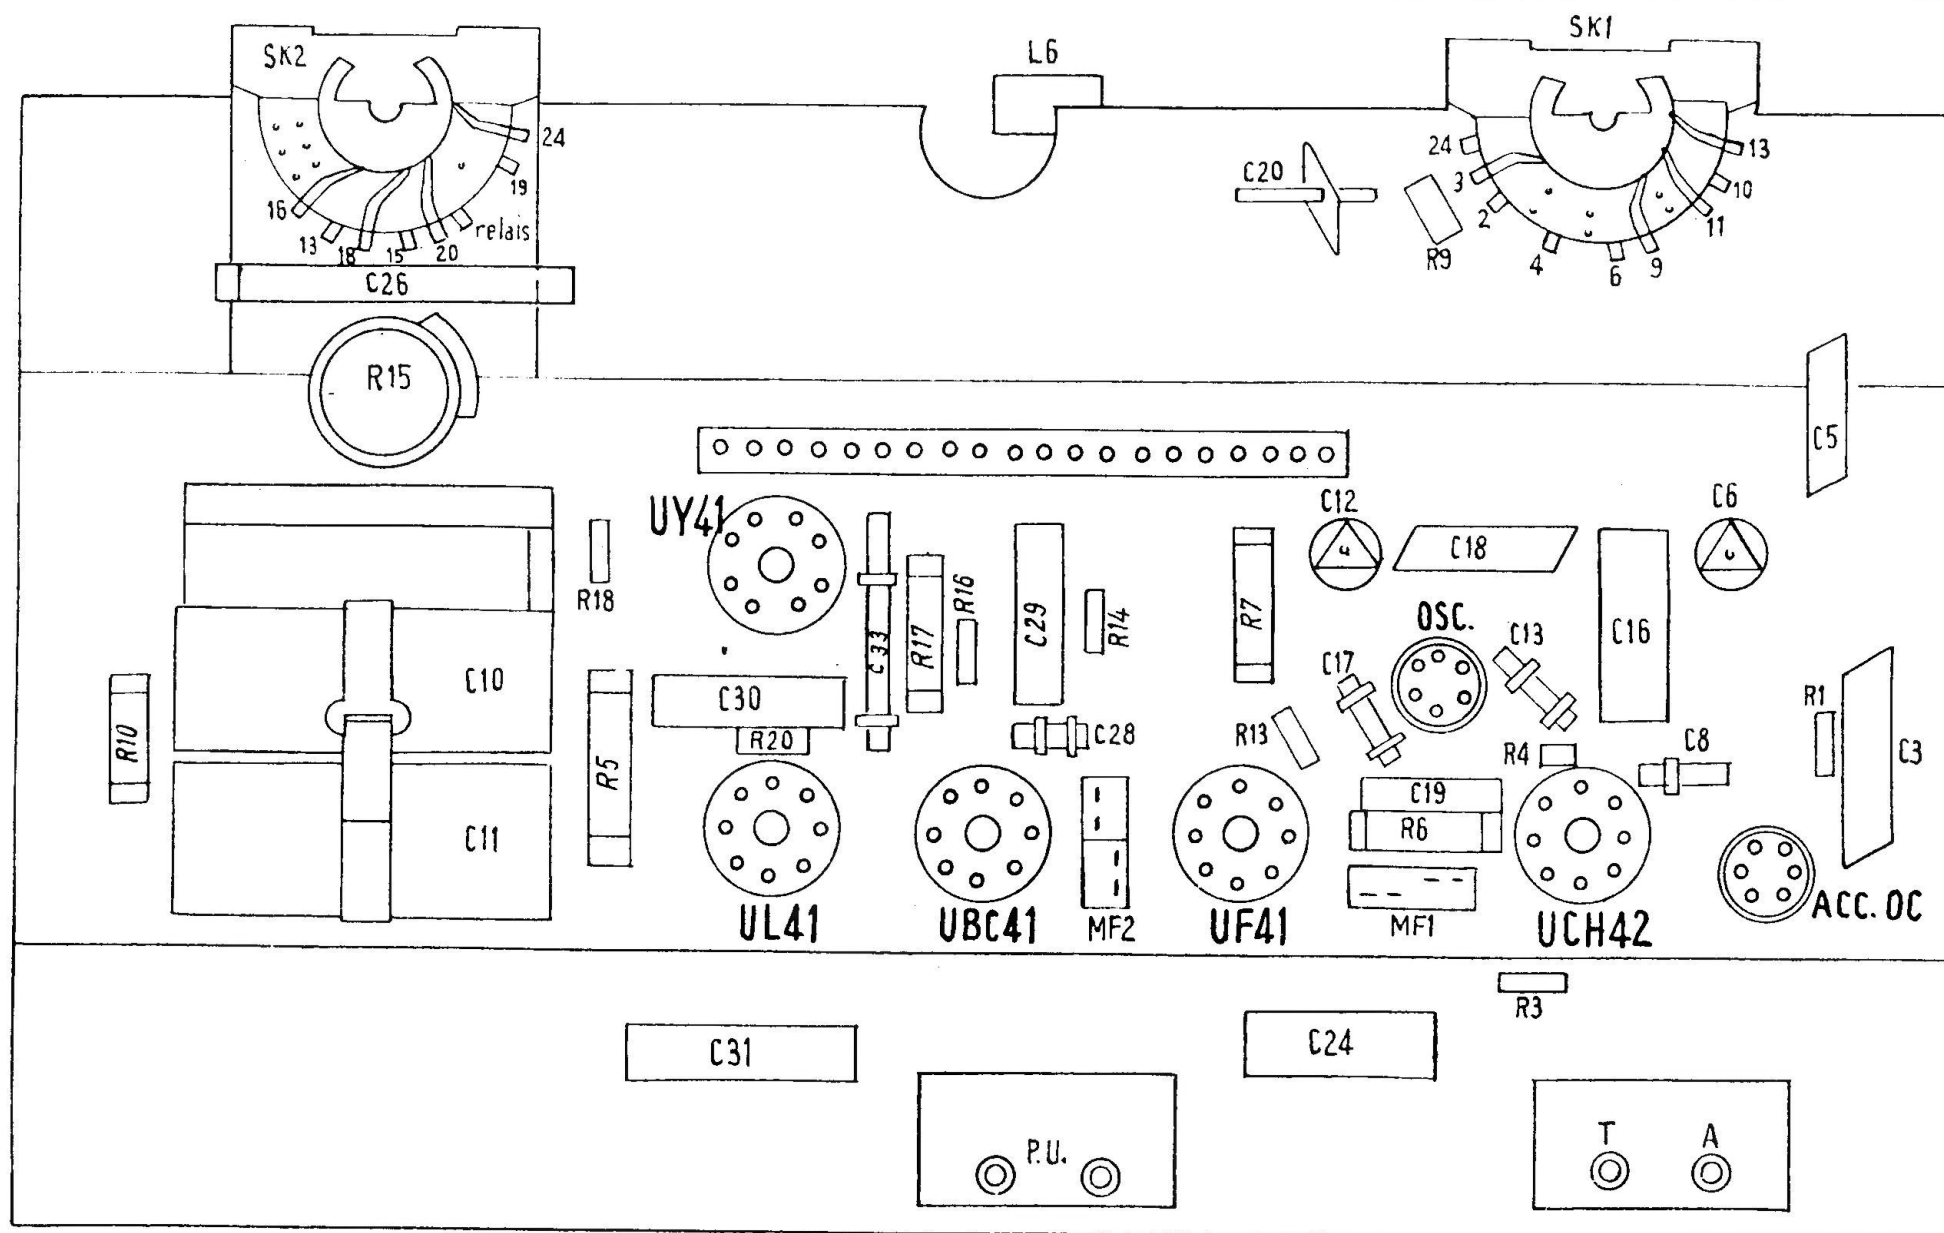 SK2
24
19
relais
20
15
18
13
16
C26
R15
L6
C20
R9
SK1
24
3
2
4
6
9
11
10
13
C5
UY41
R18
C10
R10
C11
R5
C30
R20
C33
R17
R16
C29
R14
C28
R7
C12
C18
C6
OSC.
C13
C16
C17
R13
R4
C8
R1
C3
C19
R6
UL41
UBC41
MF2
UF41
MF1
UCH42
ACC. OC
R3
C31
C24
P.U.
T A